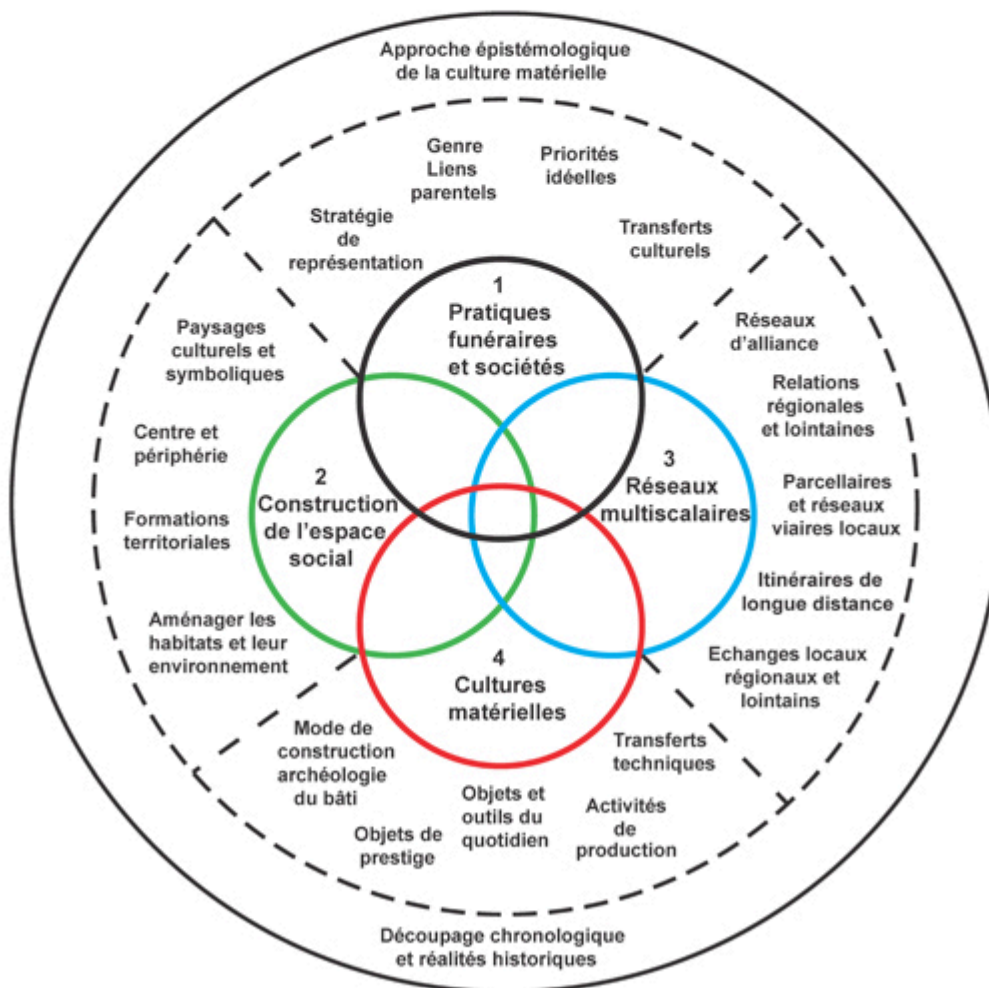 Approche épistémologique
de la culture matérielle
Genre
Liens
parentels
Priorités
idéelles
Stratégie
de
représentation
Transferts
culturels
1
Pratiques
funéraires
et sociétés
Paysages
culturels et
symboliques
Centre et
périphérie
Formations
territoriales
Aménager les
habitats et leur
environnement
2
Construction
de l'espace
social
3
Réseaux
multiscalaires
Réseaux
d'alliance
Relations
régionales
et lointaines
Parcellaires
et réseaux
viaires locaux
Itinéraires de
longue distance
Echanges locaux
régionaux et
lointains
4
Cultures
matérielles
Mode de
construction
archéologie
du bâti
Objets de
prestige
Objets et
outils du
quotidien
Activités
de
production
Transferts
techniques
Découpage chronologique
et réalités historiques